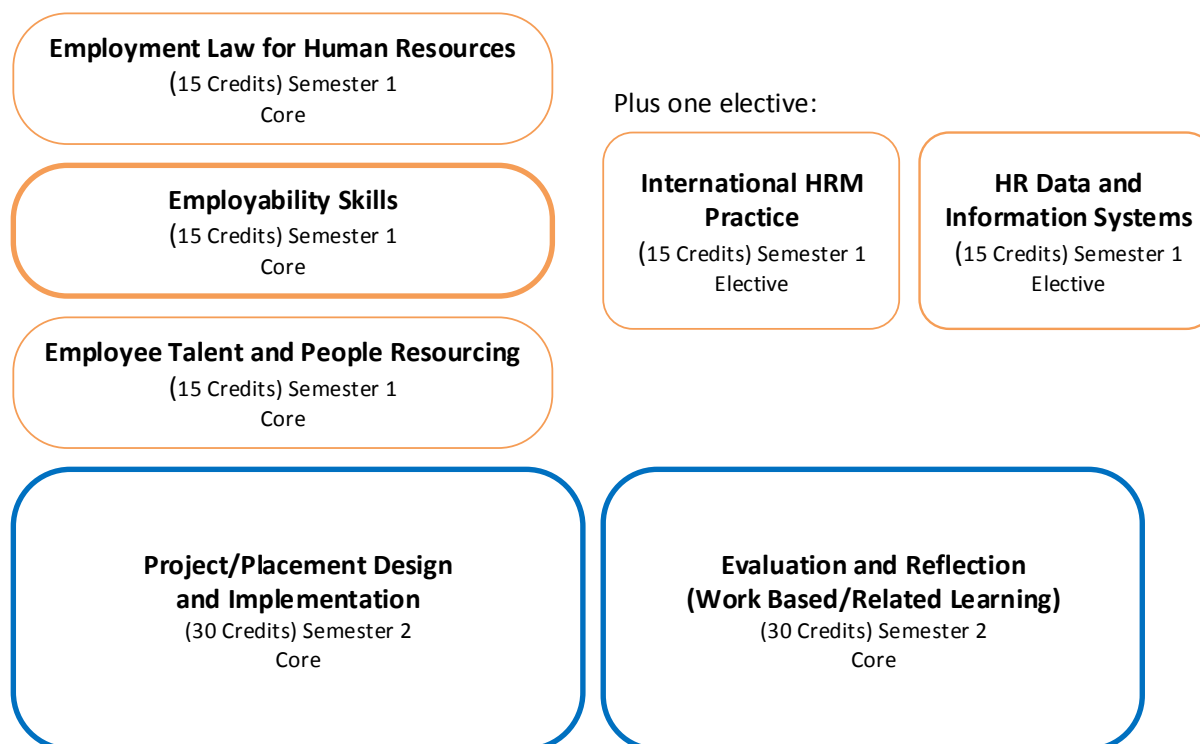 Employment Law for Human Resources
(15 Credits) Semester 1
Core
Employability Skills
(15 Credits) Semester 1
Core
Employee Talent and People Resourcing
(15 Credits) Semester 1
Core
Plus one elective:
International HRM
Practice
(15 Credits) Semester 1
Elective
HR Data and
Information Systems
(15 Credits) Semester 1
Elective
Project/Placement Design
and Implementation
(30 Credits) Semester 2
Core
Evaluation and Reflection
(Work Based/Related Learning)
(30 Credits) Semester 2
Core